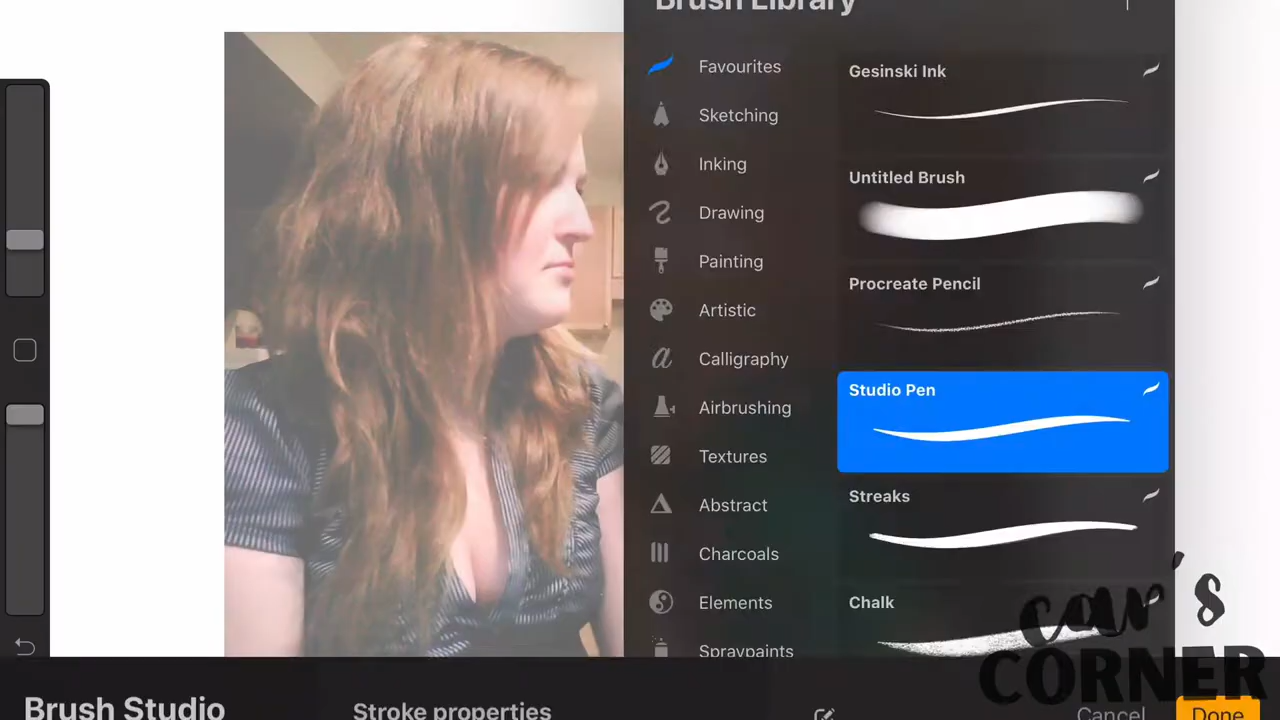 Brush Library
Favourites
Sketching
Inking
Drawing
Painting
Artistic
Calligraphy
Airbrushing
Textures
Abstract
Charcoals
Elements
Spraypaints
Gesinski Ink
Untitled Brush
Procreate Pencil
Studio Pen
Streaks
Chalk
cav's
CORNER
Brush Studio
Stroke properties
Cancel
Done